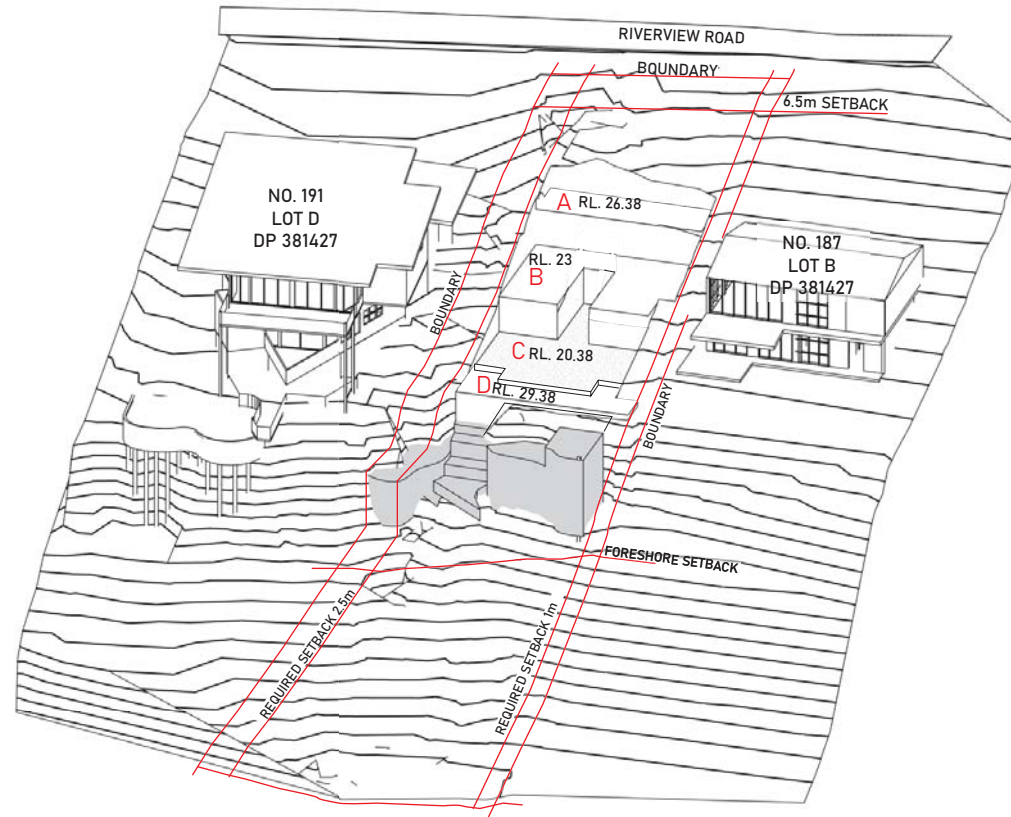 RIVERVIEW ROAD
BOUNDARY
6.5m SETBACK
NO. 191
LOT D
DP 381427
A RL. 26.38
NO. 187
LOT B
DP 381427
RL. 23
B
BOUNDARY
C RL. 20.38
D RL. 29.38
BOUNDARY
FORESHORE SETBACK
REQUIRED SETBACK 2.5m
REQUIRED SETBACK 1m